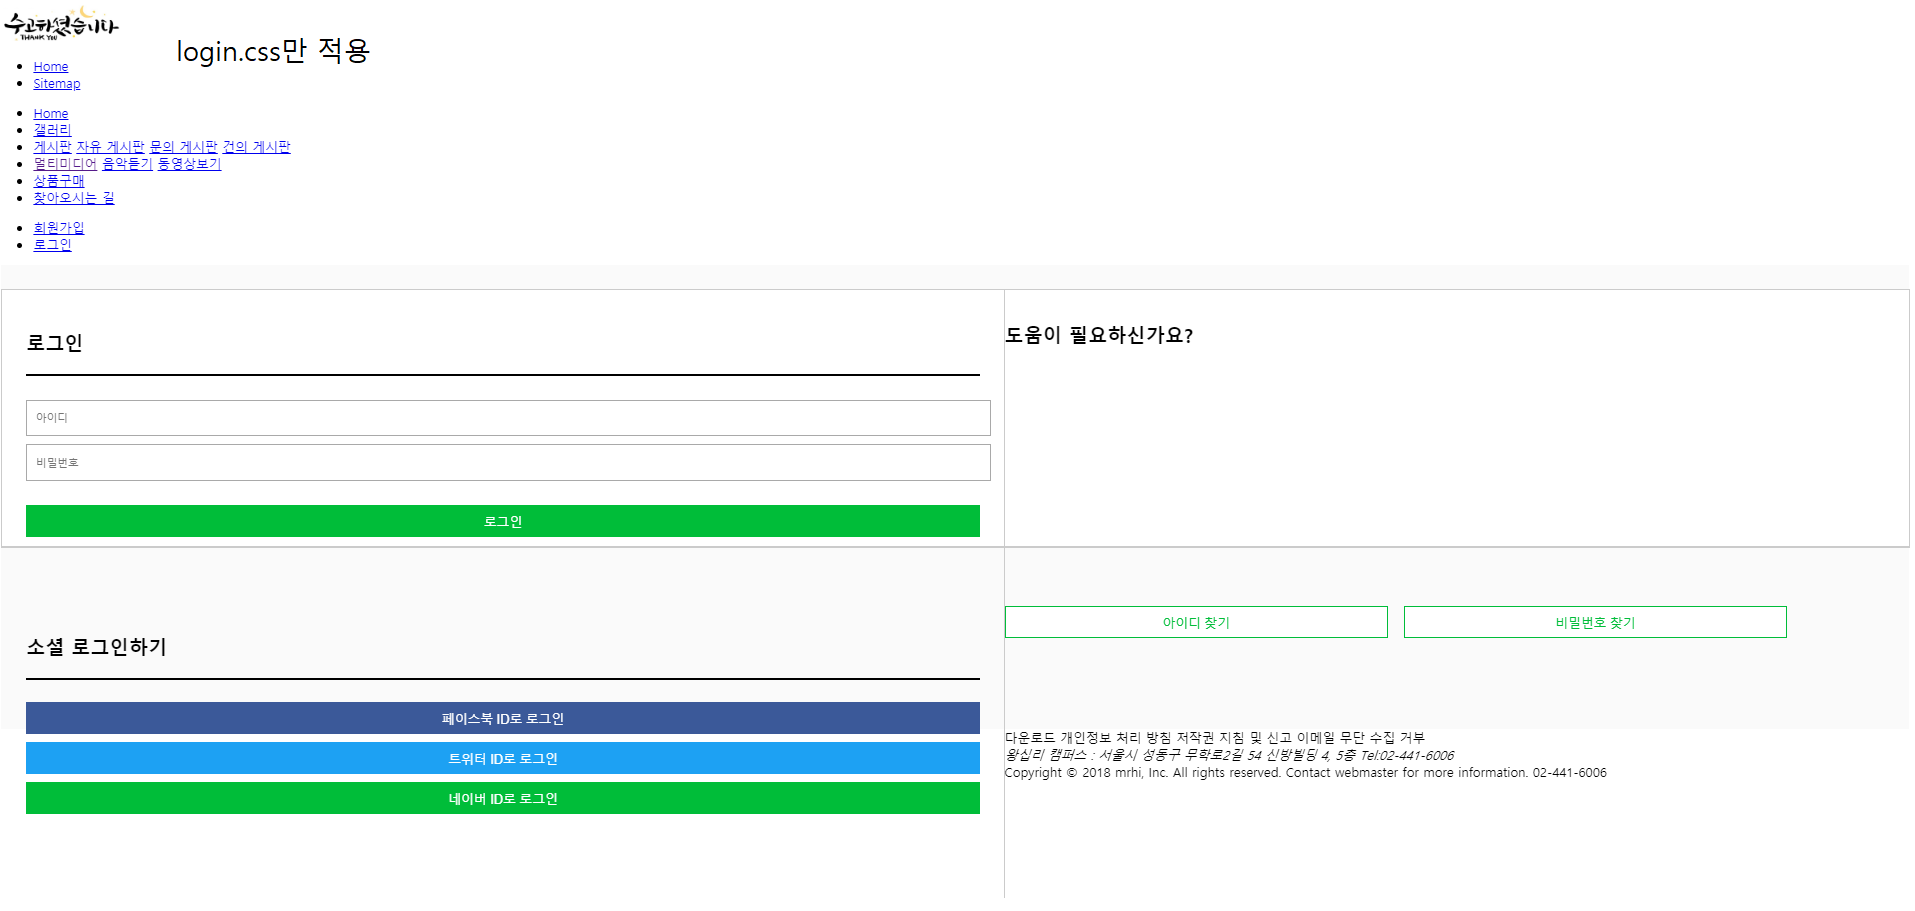 수고하셨습니다
THANK YOU
login.css만 적용
Home
Sitemap
Home
갤러리
게시판 자유 게시판 문의 게시판 건의 게시판
멀티미디어 음악듣기 동영상보기
상품구매
찾아오시는 길
회원가입
로그인
로그인
도움이 필요하신가요?
아이디
비밀번호
로그인
아이디 찾기
비밀번호 찾기
소셜 로그인하기
페이스북 ID로 로그인
트위터 ID로 로그인
네이버 ID로 로그인
다운로드 개인정보 처리 방침 저작권 지침 및 신고 이메일 무단 수집 거부
왕십리 캠퍼스 : 서울시 성동구 무학로2길 54 신방빌딩 4, 5층 Tel:02-441-6006
Copyright © 2018 mrhi, Inc. All rights reserved. Contact webmaster for more information. 02-441-6006